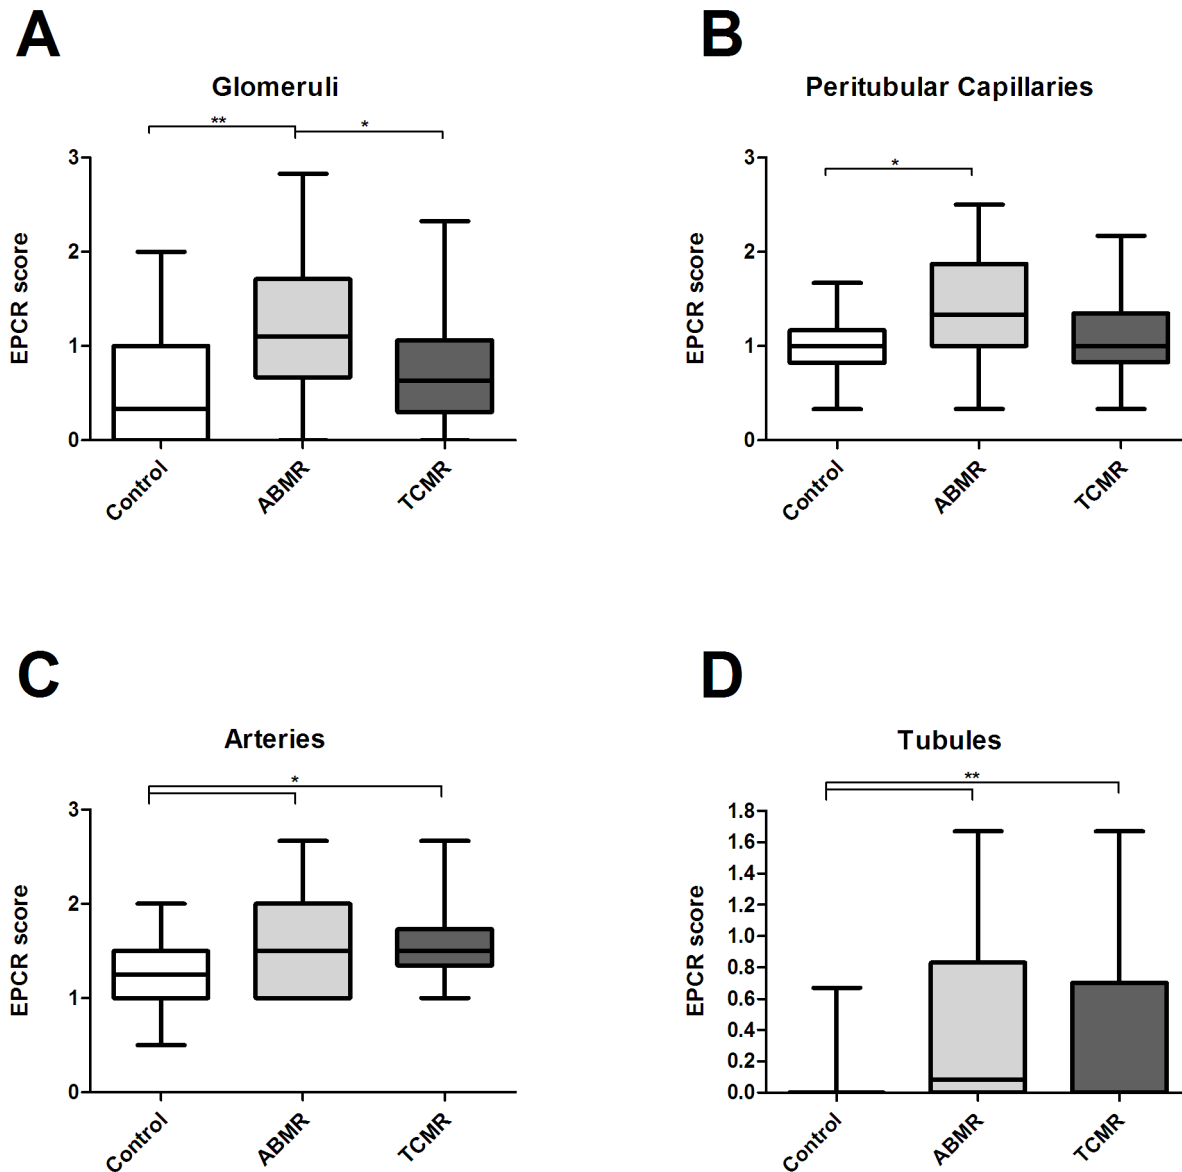 A
Glomeruli
** *
EPCR score
3
2
1
0
Control
ABMR
TCMR
B
Peritubular Capillaries
*
EPCR score
3
2
1
0
Control
ABMR
TCMR
C
Arteries
*
EPCR score
3
2
1
0
Control
ABMR
TCMR
D
Tubules
**
EPCR score
1.8
1.6
1.4
1.2
1.0
0.8
0.6
0.4
0.2
0.0
Control
ABMR
TCMR